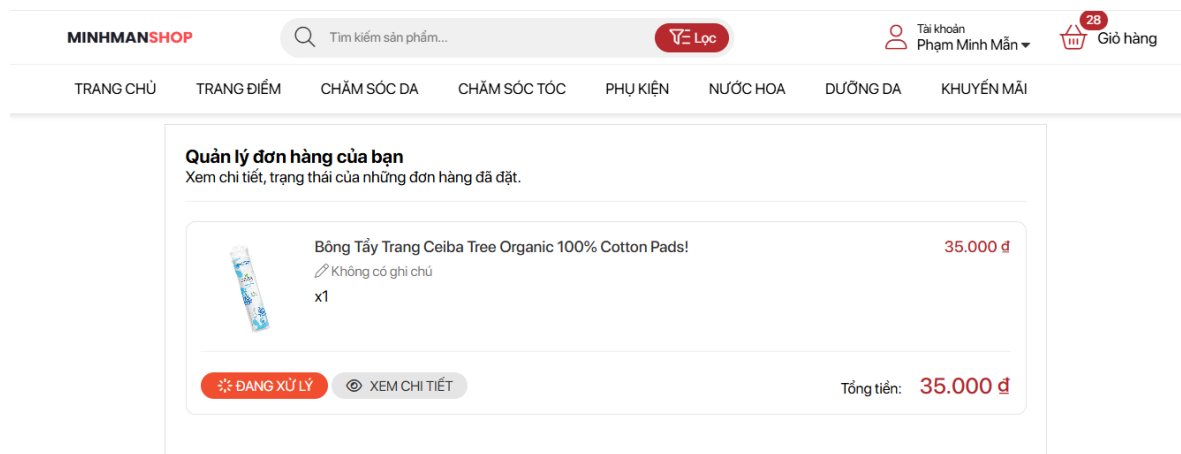 MINHMANSHOP
Tìm kiếm sản phẩm...
Lọc
Tài khoản
Phạm Minh Mẫn
28
Giỏ hàng
TRANG CHỦ TRANG ĐIỂM CHĂM SÓC DA CHĂM SÓC TÓC PHỤ KIỆN NƯỚC HOA DƯỠNG DA KHUYẾN MÃI
Quản lý đơn hàng của bạn
Xem chi tiết, trạng thái của những đơn hàng đã đặt.
Bông Tẩy Trang Ceiba Tree Organic 100% Cotton Pads! 35.000 ₫
Không có ghi chú
x1
ĐANG XỬ LÝ XEM CHI TIẾT Tổng tiền: 35.000 ₫